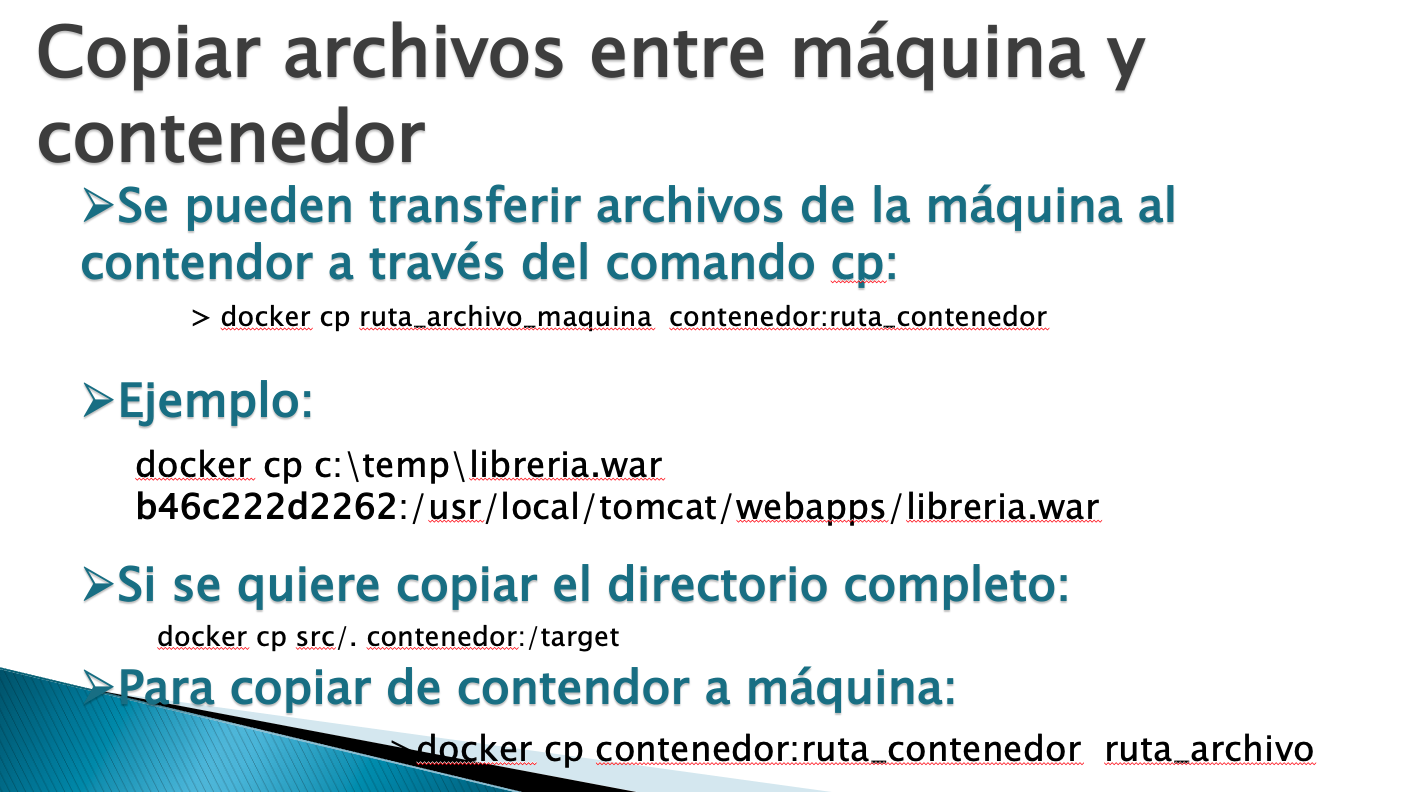 Copiar archivos entre máquina y
contenedor
➢Se pueden transferir archivos de la máquina al
contendor a través del comando cp:
> docker cp ruta_archivo_maquina  contenedor:ruta_contenedor
➢Ejemplo:
docker cp c:\temp\libreria.war
b46c222d2262:/usr/local/tomcat/webapps/libreria.war
➢Si se quiere copiar el directorio completo:
docker cp src/. contenedor:/target
➢Para copiar de contendor a máquina:
>docker cp contenedor:ruta_contenedor  ruta_archivo